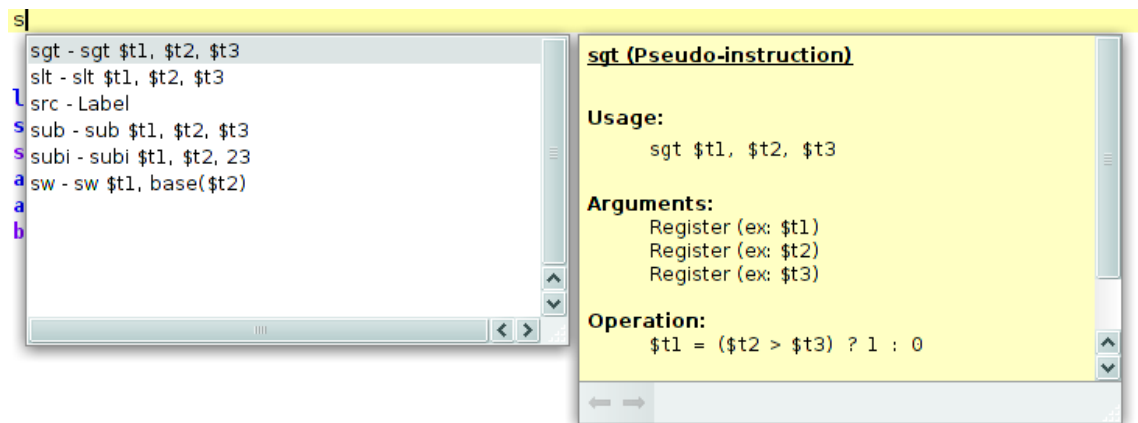 s
sgt - sgt $t1, $t2, $t3
slt - slt $t1, $t2, $t3
src - Label
sub - sub $t1, $t2, $t3
subi - subi $t1, $t2, 23
sw - sw $t1, base($t2)
l
s
s
a
a
b
sgt (Pseudo-instruction)
Usage:
sgt $t1, $t2, $t3
Arguments:
Register (ex: $t1)
Register (ex: $t2)
Register (ex: $t3)
Operation:
$t1 = ($t2 > $t3) ? 1 : 0